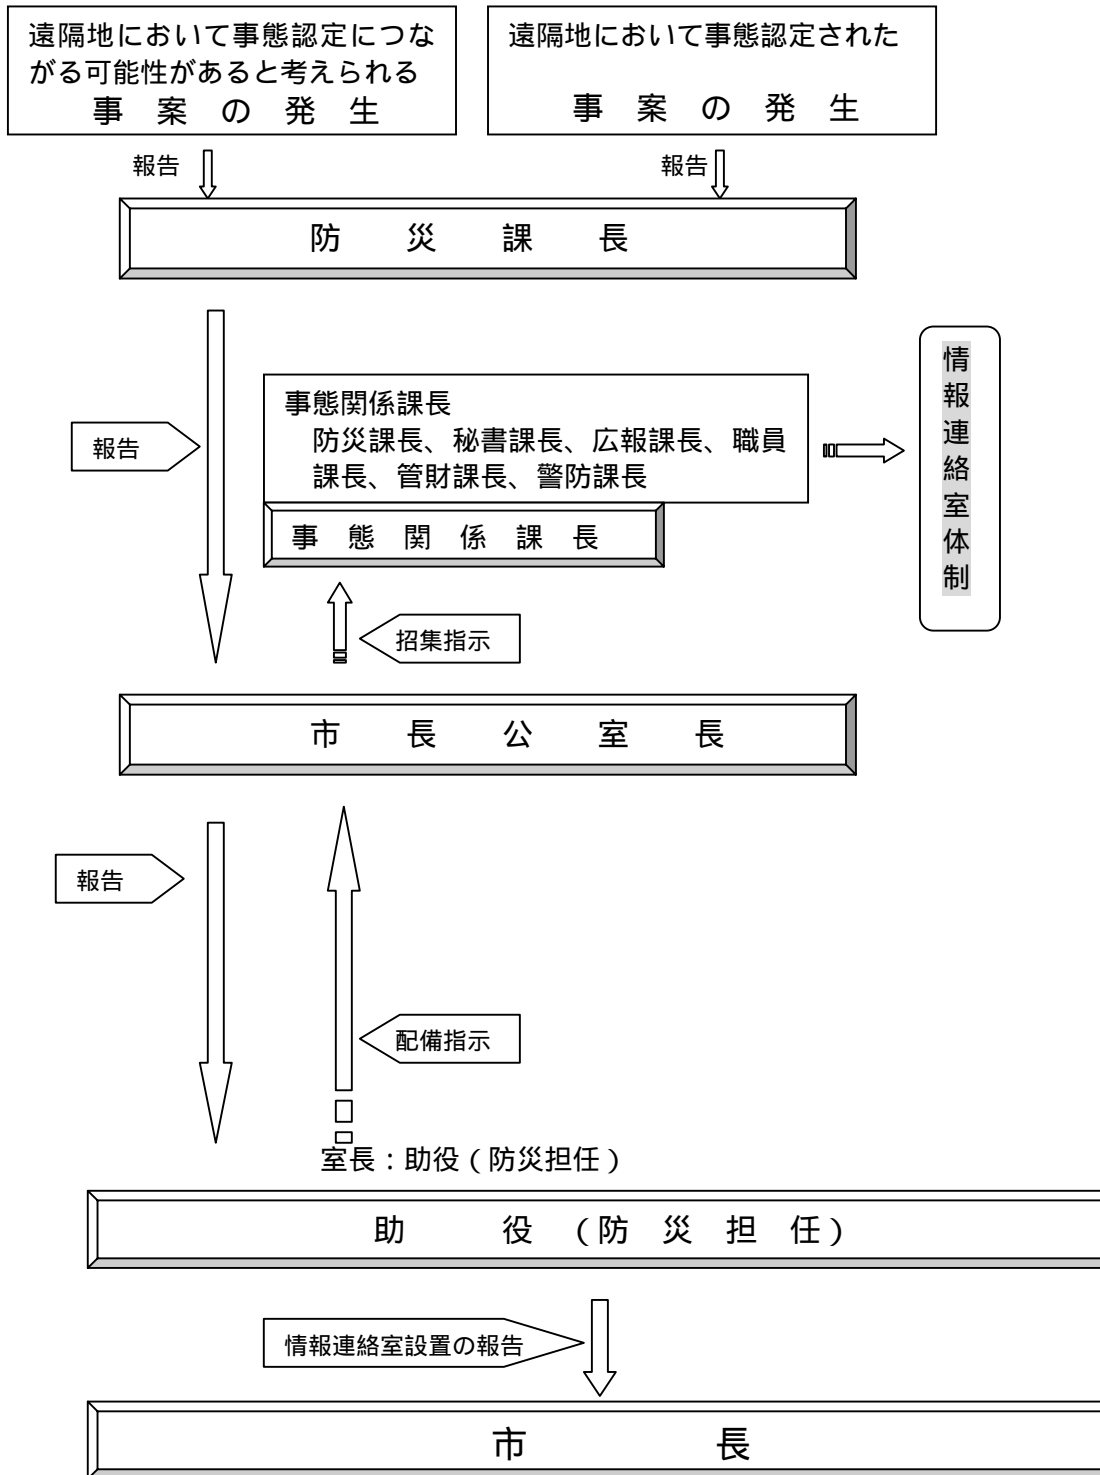 遠隔地において事態認定につな
がる可能性があると考えられる
事案の発生
遠隔地において事態認定された
事案の発生
報告
報告
防災課長
報告
事態関係課長
防災課長、秘書課長、広報課長、職員
課長、管財課長、警防課長
事態関係課長
情報連絡室体制
招集指示
市長公室長
報告
配備指示
室長：助役（防災担任）
助役（防災担任）
情報連絡室設置の報告
市長